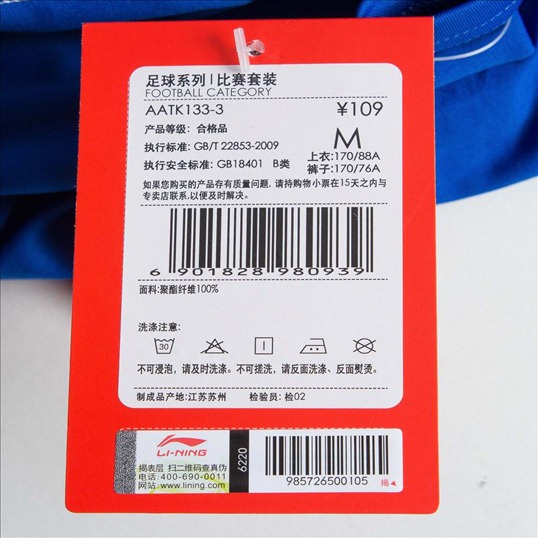 足球系列 | 比赛套装
FOOTBALL CATEGORY
AATK133-3 ¥109
产品等级: 合格品
M
执行标准: GB/T 22853-2009
上衣:170/88A
执行安全标准: GB18401 B类
裤子:170/76A
如果您购买的产品存有质量问题, 请持购物小票在15天之内与
专卖店联系,以便及时解决。
6 901828 980939
面料:聚酯纤维100%
洗涤注意:
30
不可浸泡, 请及时洗涤、不可搓洗, 请反面洗涤、反面熨烫。
制成品产地: 江苏苏州 检验员: 检02
LI-NING
6220
揭表层 扫二维码查真伪
电话: 400-690-0011
网站: www.lining.com
985726500105
揭